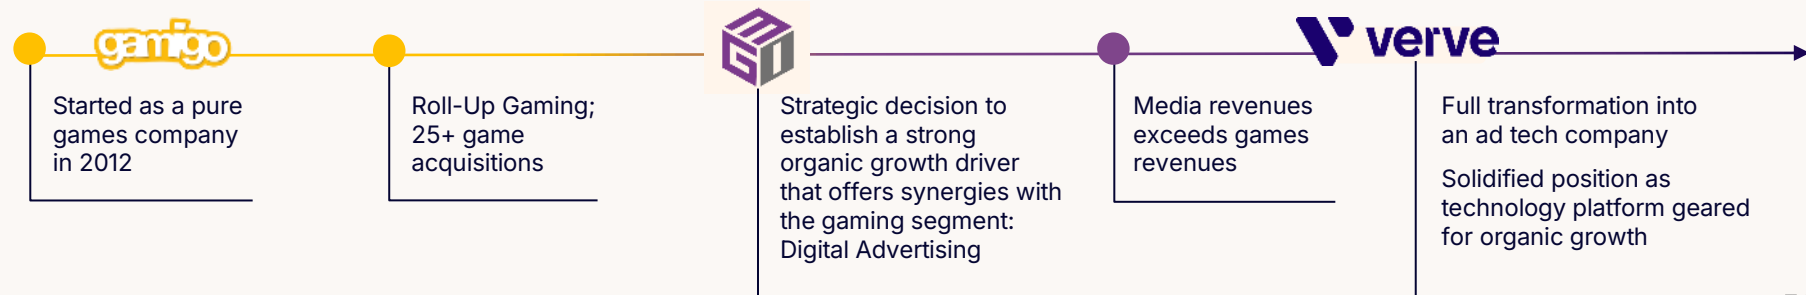 gamigo
Started as a pure
games company
in 2012
Roll-Up Gaming;
25+ game
acquisitions
MGI
Strategic decision to
establish a strong
organic growth driver
that offers synergies with
the gaming segment:
Digital Advertising
Media revenues
exceeds games
revenues
verve
Full transformation into
an ad tech company
Solidified position as
technology platform geared
for organic growth